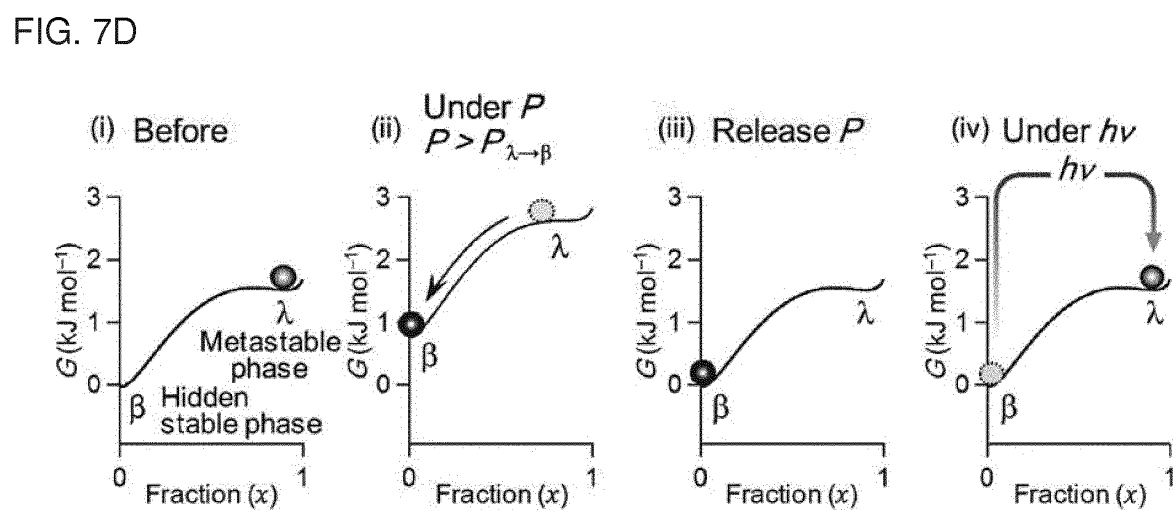 FIG. 7D
(i) Before
(ii) Under P
P > Pλ→β
(iii) Release P
(iv) Under hν
hν
3
2
1
0
G (kJ mol⁻¹)
λ
Metastable
phase
β Hidden
stable phase
0 1
Fraction (x)
3
2
1
0
G (kJ mol⁻¹)
λ
β
0 1
Fraction (x)
3
2
1
0
G (kJ mol⁻¹)
λ
β
0 1
Fraction (x)
3
2
1
0
G (kJ mol⁻¹)
λ
β
0 1
Fraction (x)